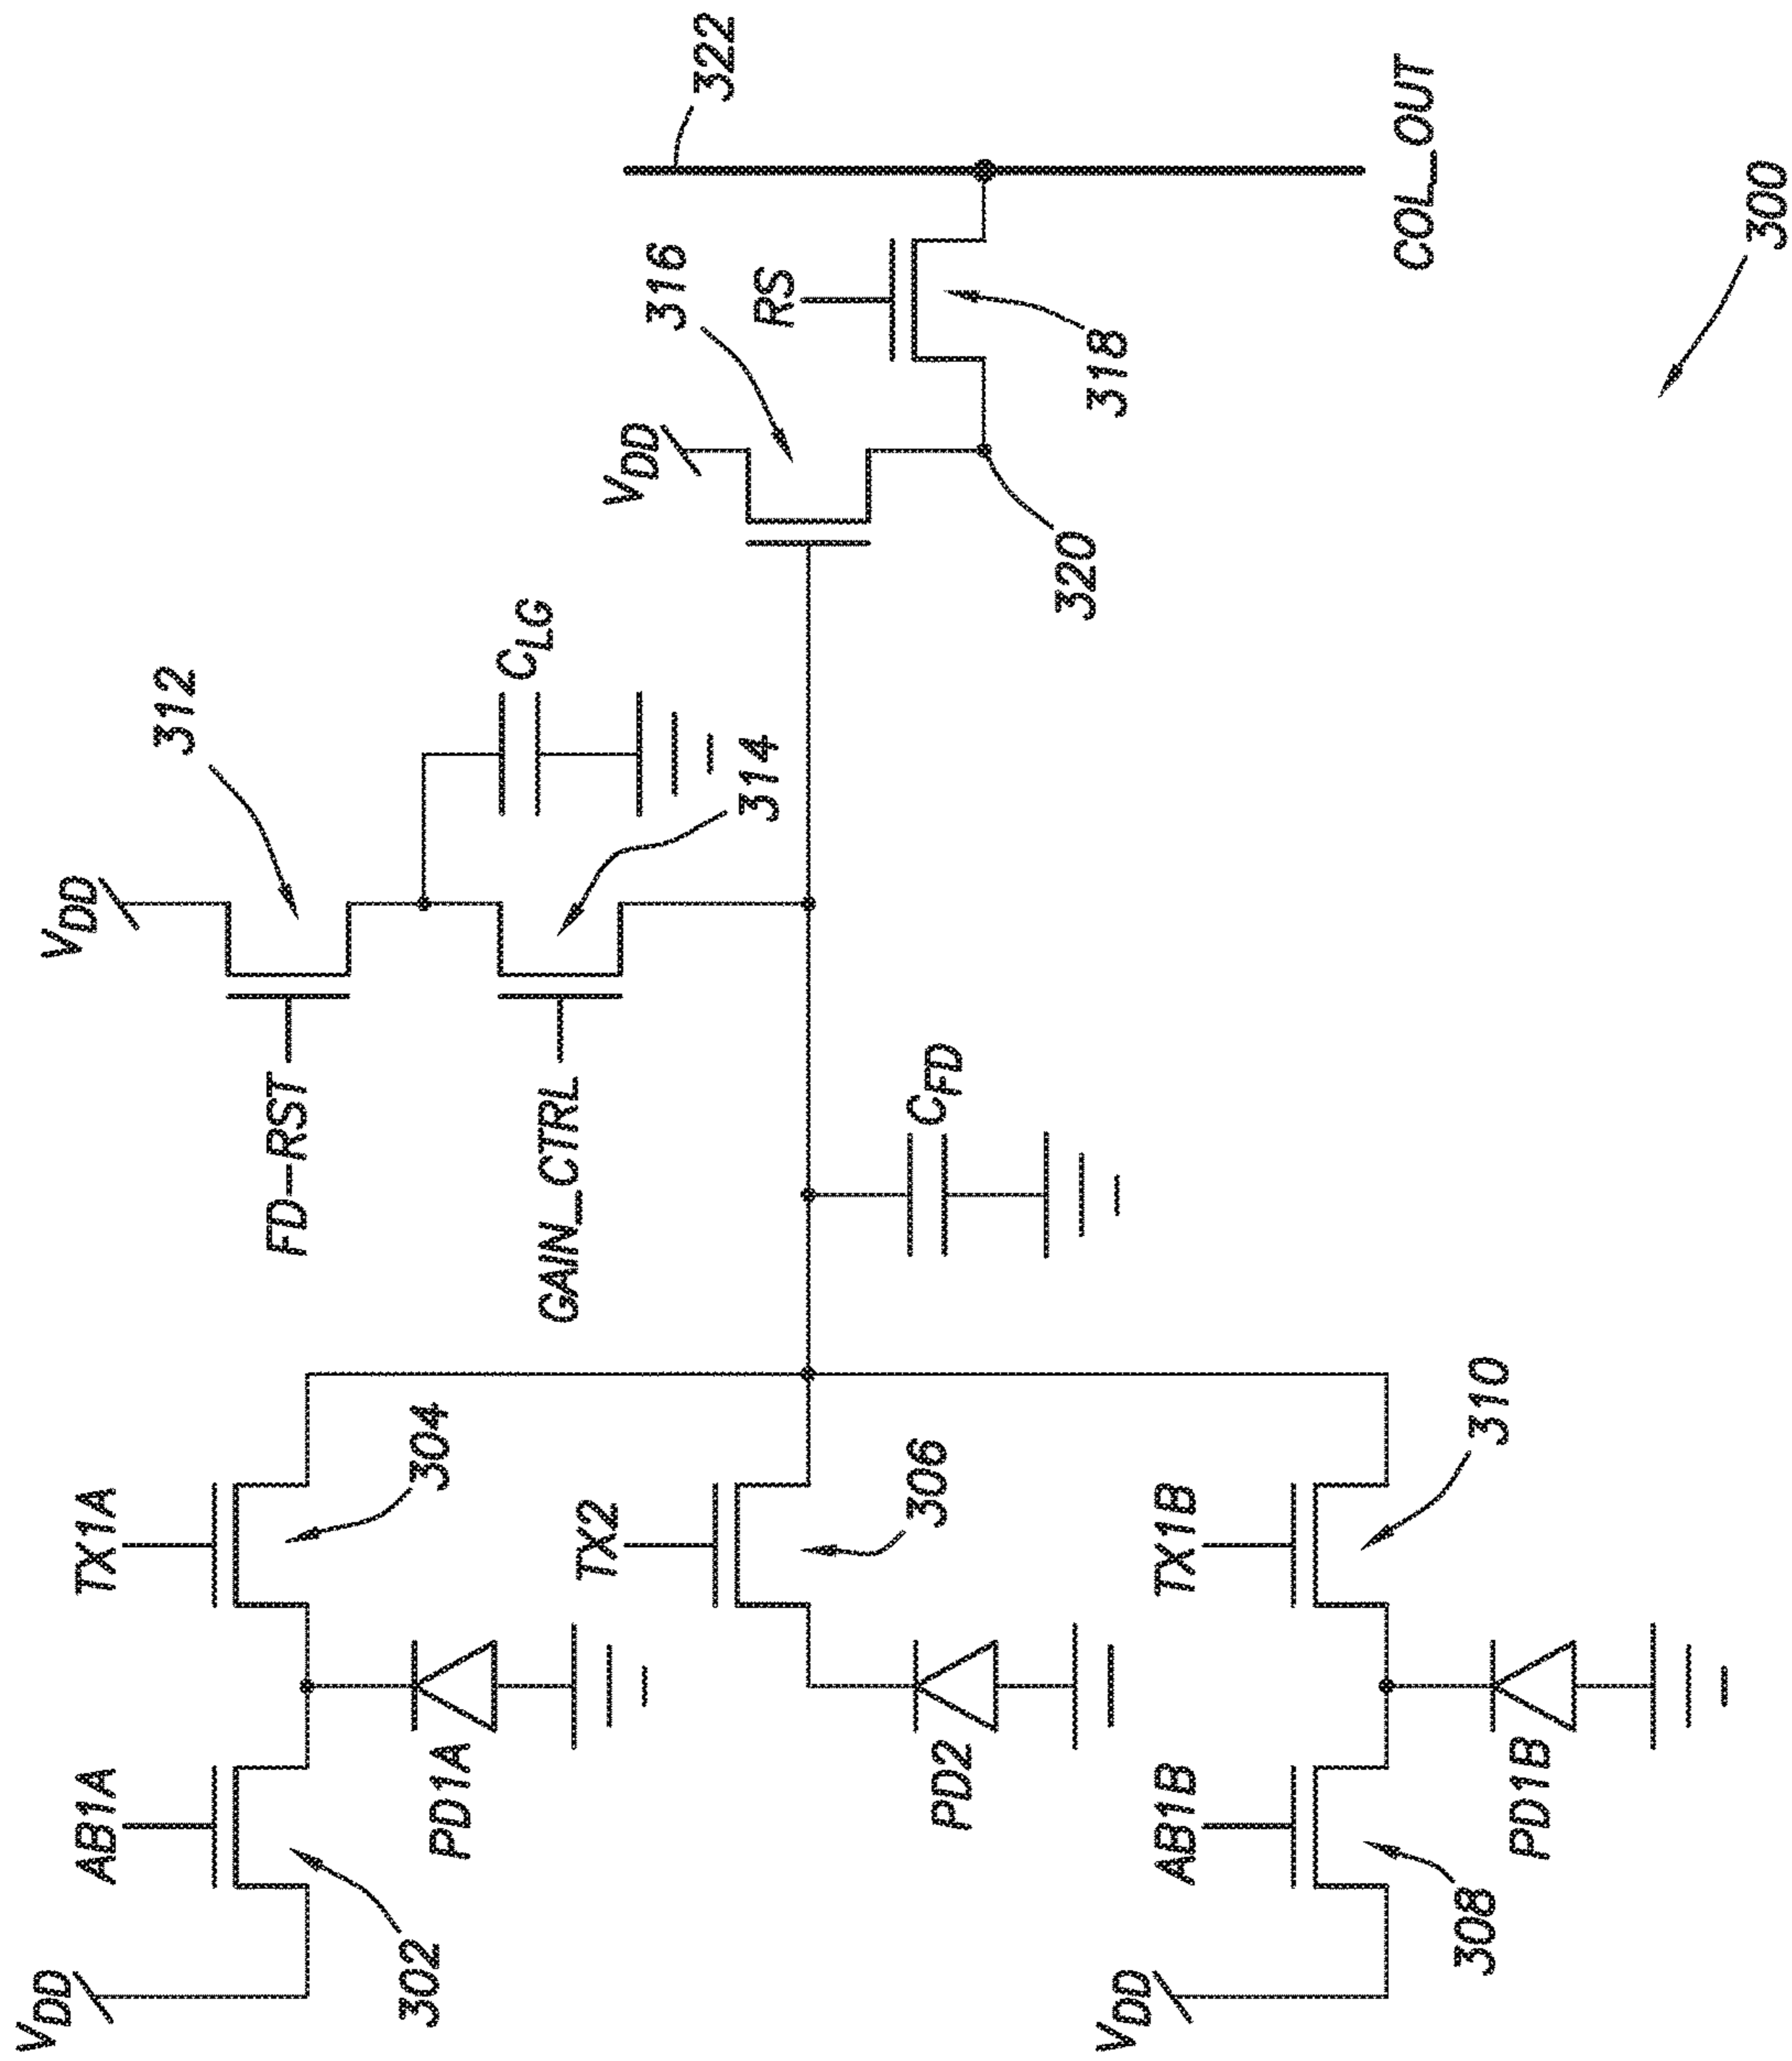 VDD
AB1A
302
TX1A
304
PD1A
TX2
306
PD2
VDD
AB1B
308
TX1B
310
PD1B
VDD
312
FD-RST
GAIN_CTRL
314
CLG
CFD
VDD
316
RS
318
320
322
COL_OUT
300